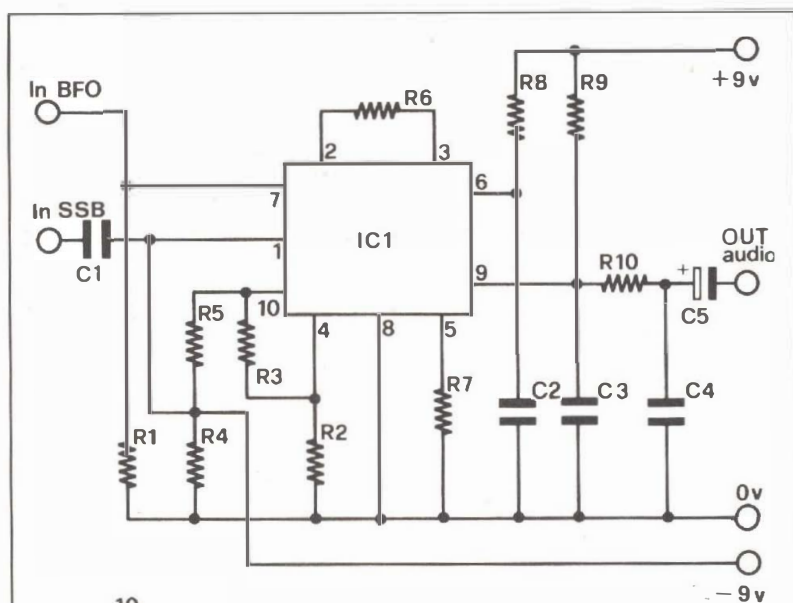 +9v
R8 R9
In BFO
R6
2 3
6
7
In SSB
IC1
OUT
audio
1
R10
9
+
C1
10
C5
R5
4 8 5
R3
R7
C2 C3 C4
R1 R4 R2
0v
-9v
10